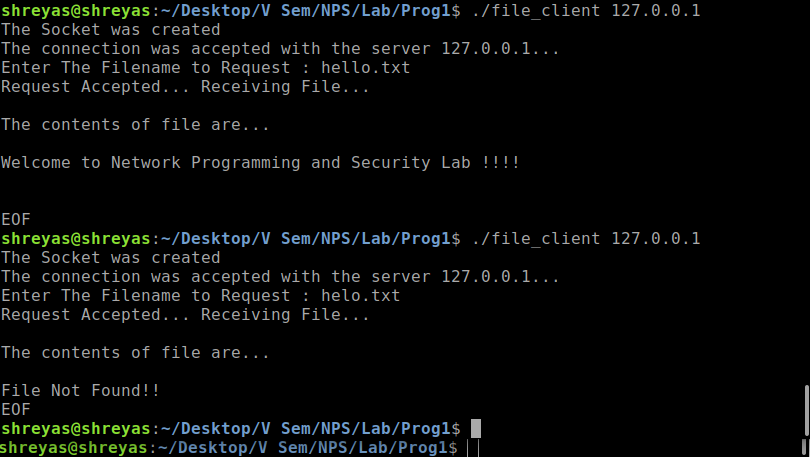 shreyas@shreyas:~/Desktop/V Sem/NPS/Lab/Prog1$ ./file_client 127.0.0.1
The Socket was created
The connection was accepted with the server 127.0.0.1...
Enter The Filename to Request : hello.txt
Request Accepted... Receiving File...
The contents of file are...
Welcome to Network Programming and Security Lab !!!!
EOF
shreyas@shreyas:~/Desktop/V Sem/NPS/Lab/Prog1$ ./file_client 127.0.0.1
The Socket was created
The connection was accepted with the server 127.0.0.1...
Enter The Filename to Request : helo.txt
Request Accepted... Receiving File...
The contents of file are...
File Not Found!!
EOF
shreyas@shreyas:~/Desktop/V Sem/NPS/Lab/Prog1$
shreyas@shreyas:~/Desktop/V Sem/NPS/Lab/Prog1$